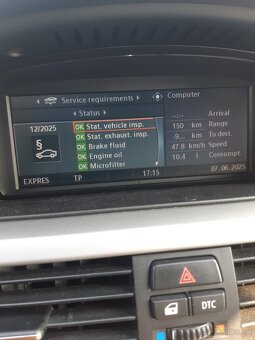 Service requirements
Status
12/2025
§
OK Stat. vehicle insp.
OK Stat. exhaust. insp.
OK Brake fluid
OK Engine oil
OK Microfilter
Computer
--:-- Arrival
150 km Range
-9... km To dest.
47.8 km/h Speed
10.4 l Consumpt.
EXPRES TP 17:15 07.06.2025
DTC